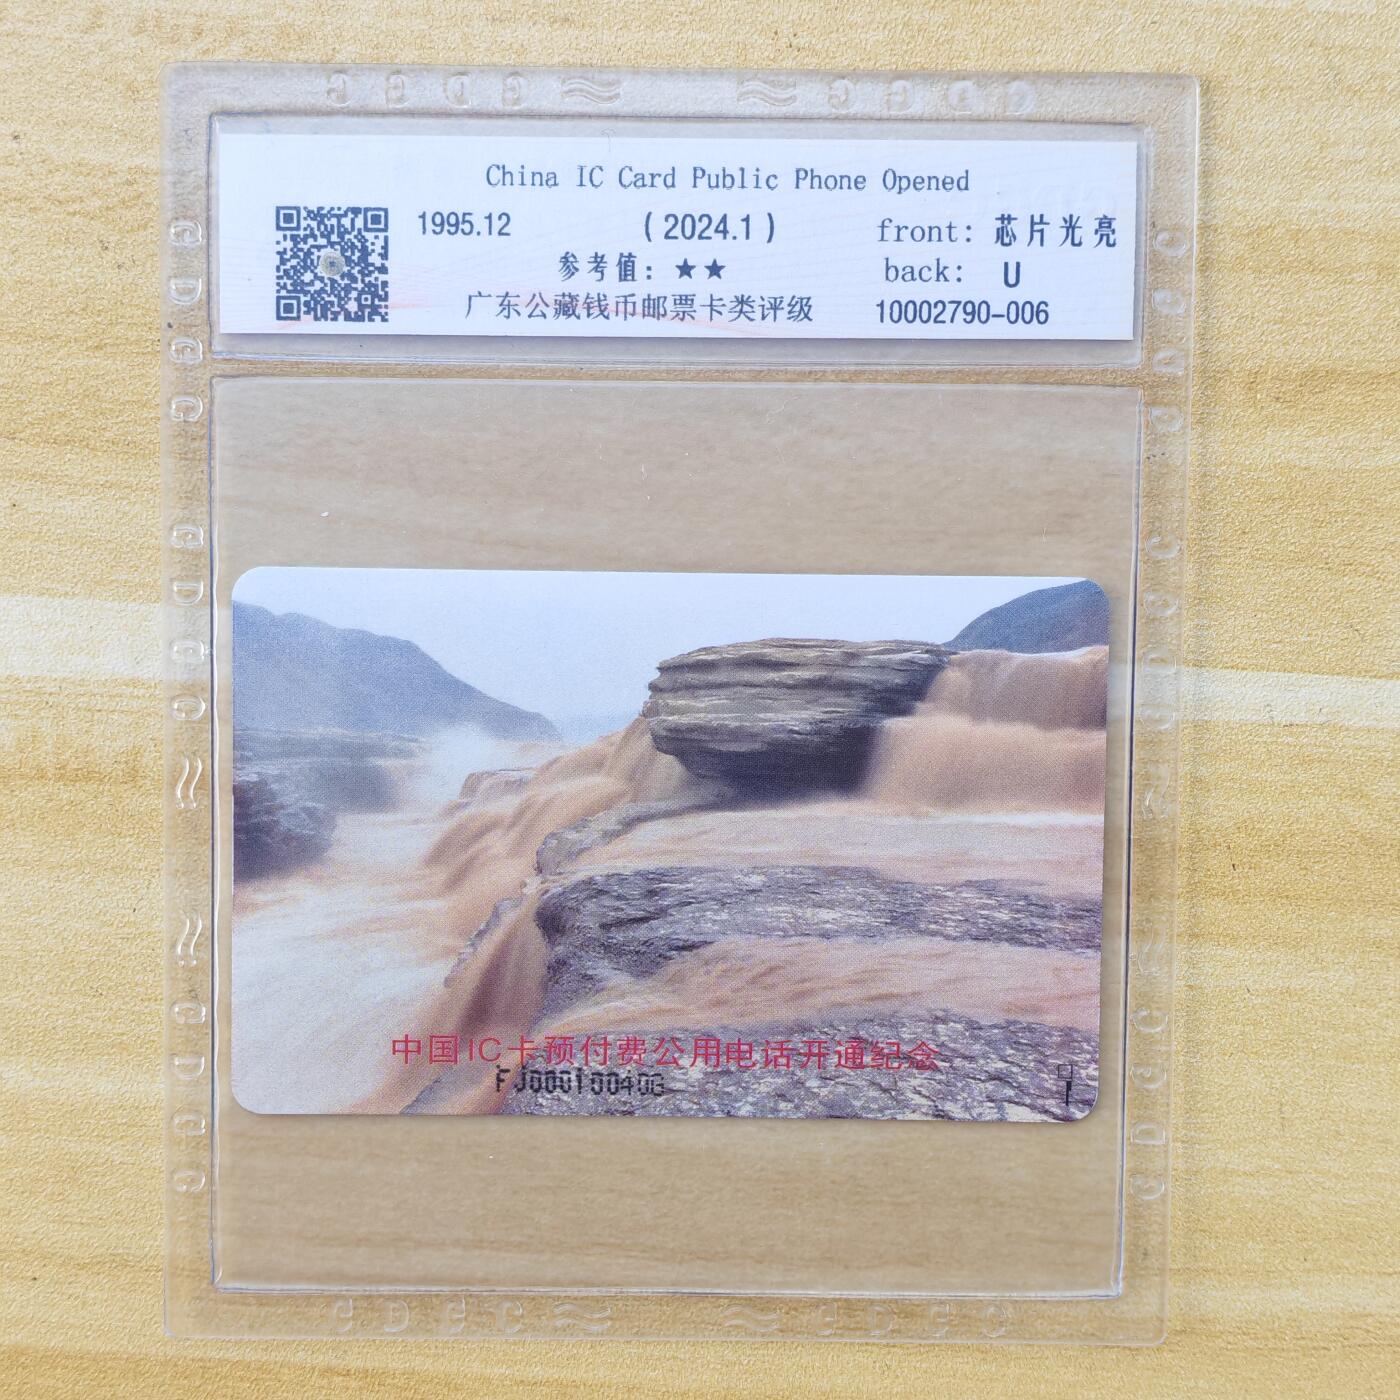 China IC Card Public Phone Opened
1995.12 (2024.1) front: 芯片光亮
参考值: ★★ back: U
广东公藏钱币邮票卡类评级 10002790-006
中国IC卡预付费公用电话开通纪念